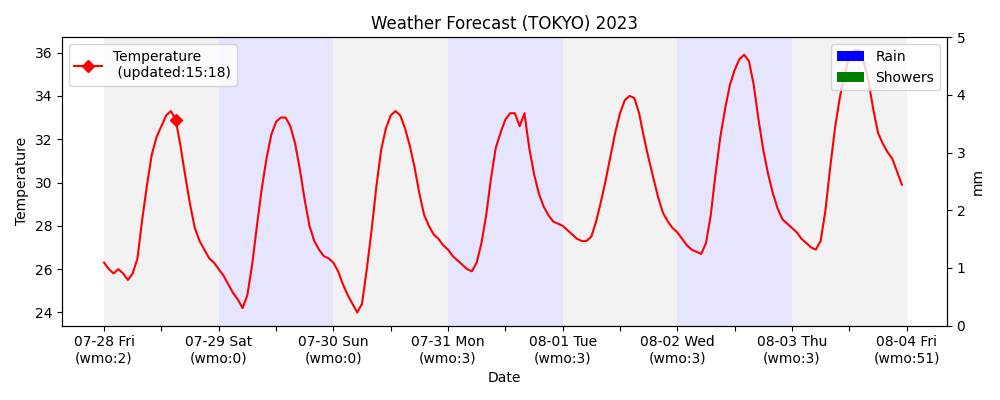 Weather Forecast (TOKYO) 2023
Temperature
(updated:15:18)
Rain
Showers
36
34
32
30
28
26
24
Temperature
5
4
3
2
1
0
mm
07-28 Fri
(wmo:2)
07-29 Sat
(wmo:0)
07-30 Sun
(wmo:0)
07-31 Mon
(wmo:3)
08-01 Tue
(wmo:3)
08-02 Wed
(wmo:3)
08-03 Thu
(wmo:3)
08-04 Fri
(wmo:51)
Date